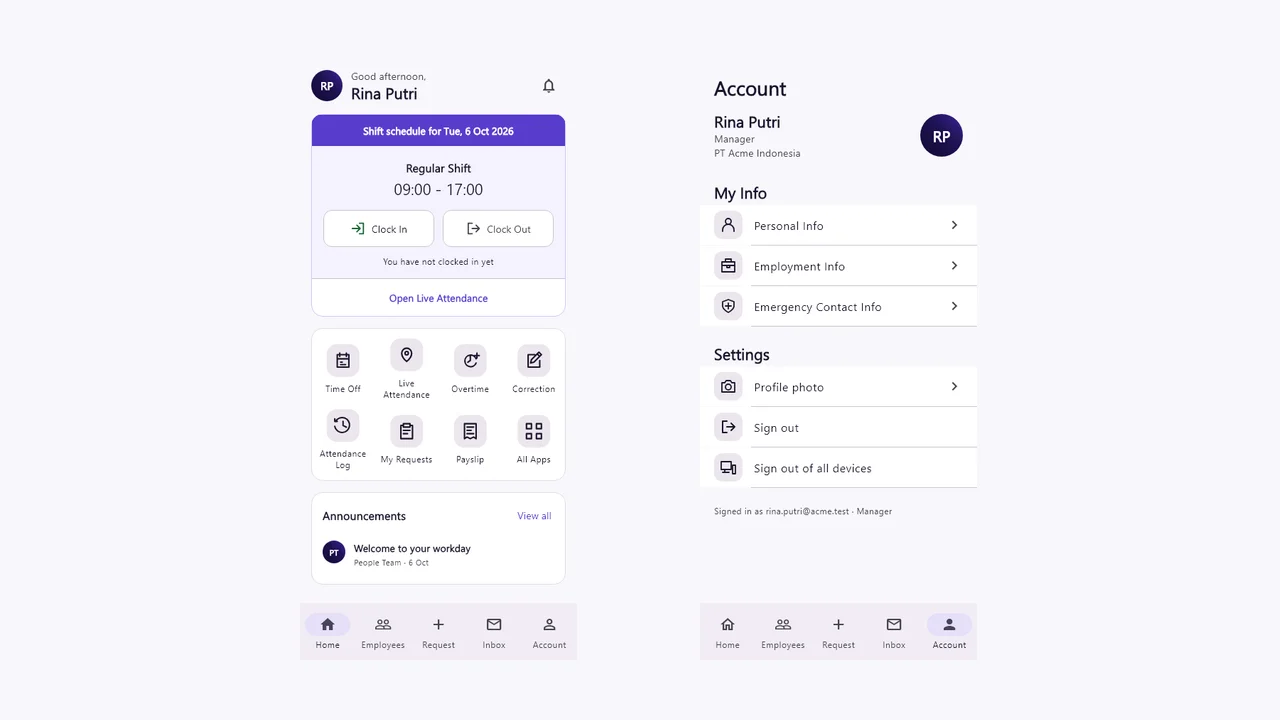 RP
Good afternoon,
Rina Putri
Shift schedule for Tue, 6 Oct 2026
Regular Shift
09:00 - 17:00
Clock In
Clock Out
You have not clocked in yet
Open Live Attendance
Time Off
Live
Attendance
Overtime
Correction
Attendance
Log
My Requests
Payslip
All Apps
Announcements
View all
PT
Welcome to your workday
People Team · 6 Oct
Home
Employees
Request
Inbox
Account
Account
Rina Putri
Manager
PT Acme Indonesia
RP
My Info
Personal Info
Employment Info
Emergency Contact Info
Settings
Profile photo
Sign out
Sign out of all devices
Signed in as rina.putri@acme.test · Manager
Home
Employees
Request
Inbox
Account